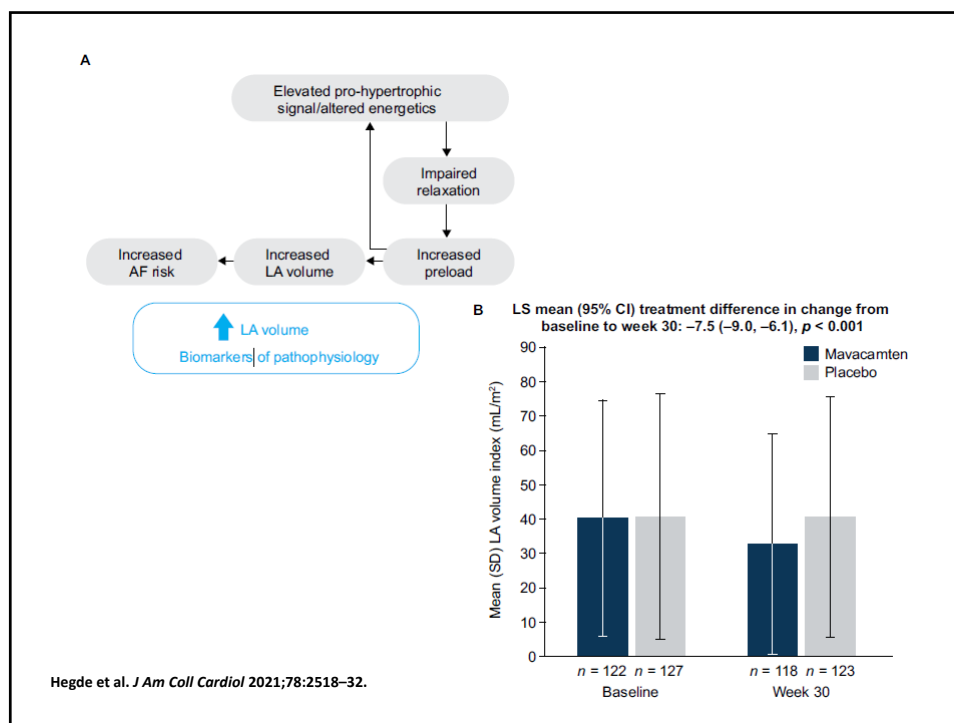 A
Elevated pro-hypertrophic
signal/altered energetics
Impaired
relaxation
Increased
AF risk
Increased
LA volume
Increased
preload
LA volume
Biomarkers of pathophysiology
B
LS mean (95% CI) treatment difference in change from
baseline to week 30: –7.5 (–9.0, –6.1), p < 0.001
Mean (SD) LA volume index (mL/m²)
90
80
70
60
50
40
30
20
10
0
Mavacamten
Placebo
n = 122
n = 127
n = 118
n = 123
Baseline
Week 30
Hegde et al. J Am Coll Cardiol 2021;78:2518–32.